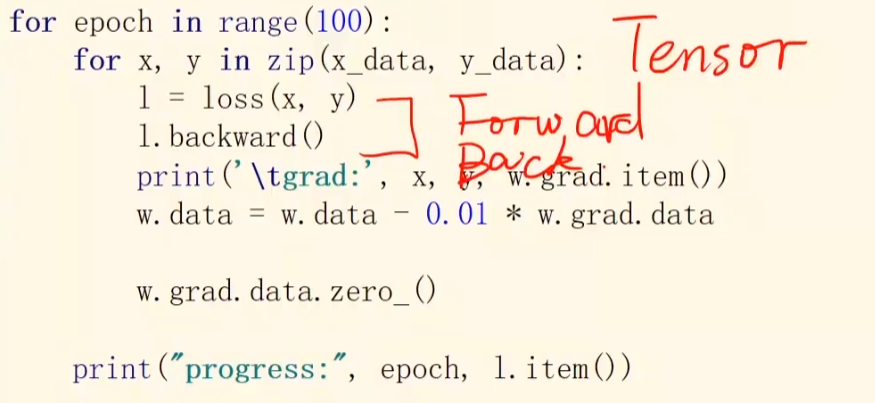 for epoch in range(100):
Tensor
for x, y in zip(x_data, y_data):
l = loss(x, y)
Forward
l.backward()
Back
print('\tgrad:', x, y, w.grad.item())
w.data = w.data - 0.01 * w.grad.data
w.grad.data.zero_()
print("progress:", epoch, l.item())